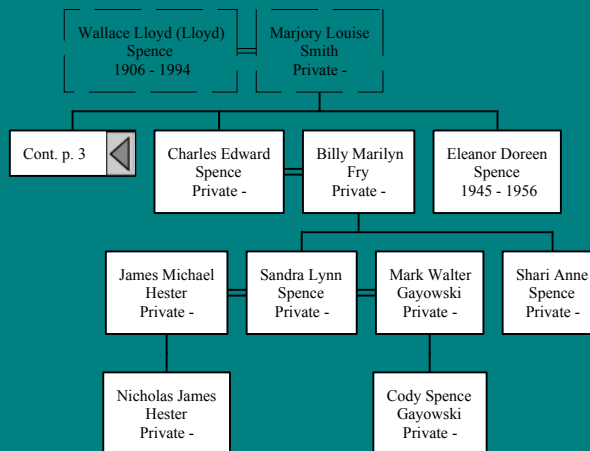 Wallace Lloyd (Lloyd)
Spence
1906 - 1994
Marjory Louise
Smith
Private -
Cont. p. 3
Charles Edward
Spence
Private -
Billy Marilyn
Fry
Private -
Eleanor Doreen
Spence
1945 - 1956
James Michael
Hester
Private -
Sandra Lynn
Spence
Private -
Mark Walter
Gayowski
Private -
Shari Anne
Spence
Private -
Nicholas James
Hester
Private -
Cody Spence
Gayowski
Private -